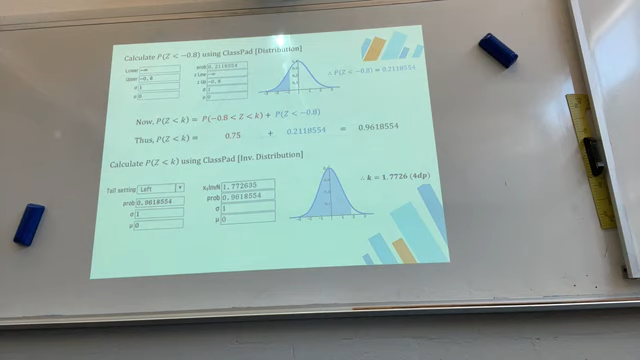 Calculate P(Z < −0.8) using ClassPad [Distribution]
Lower −∞
Upper −0.8
σ 1
μ 0
prob 0.2118554
z Low −∞
z Up −0.8
σ 1
μ 0
∴ P(Z < −0.8) = 0.2118554
Now, P(Z < k) = P(−0.8 < Z < k) + P(Z < −0.8)
Thus, P(Z < k) = 0.75 + 0.2118554 = 0.9618554
Calculate P(Z < k) using ClassPad [Inv. Distribution]
Tail setting Left
prob 0.9618554
σ 1
μ 0
x₁InvN 1.772635
prob 0.9618554
σ 1
μ 0
∴ k = 1.7726 (4dp)